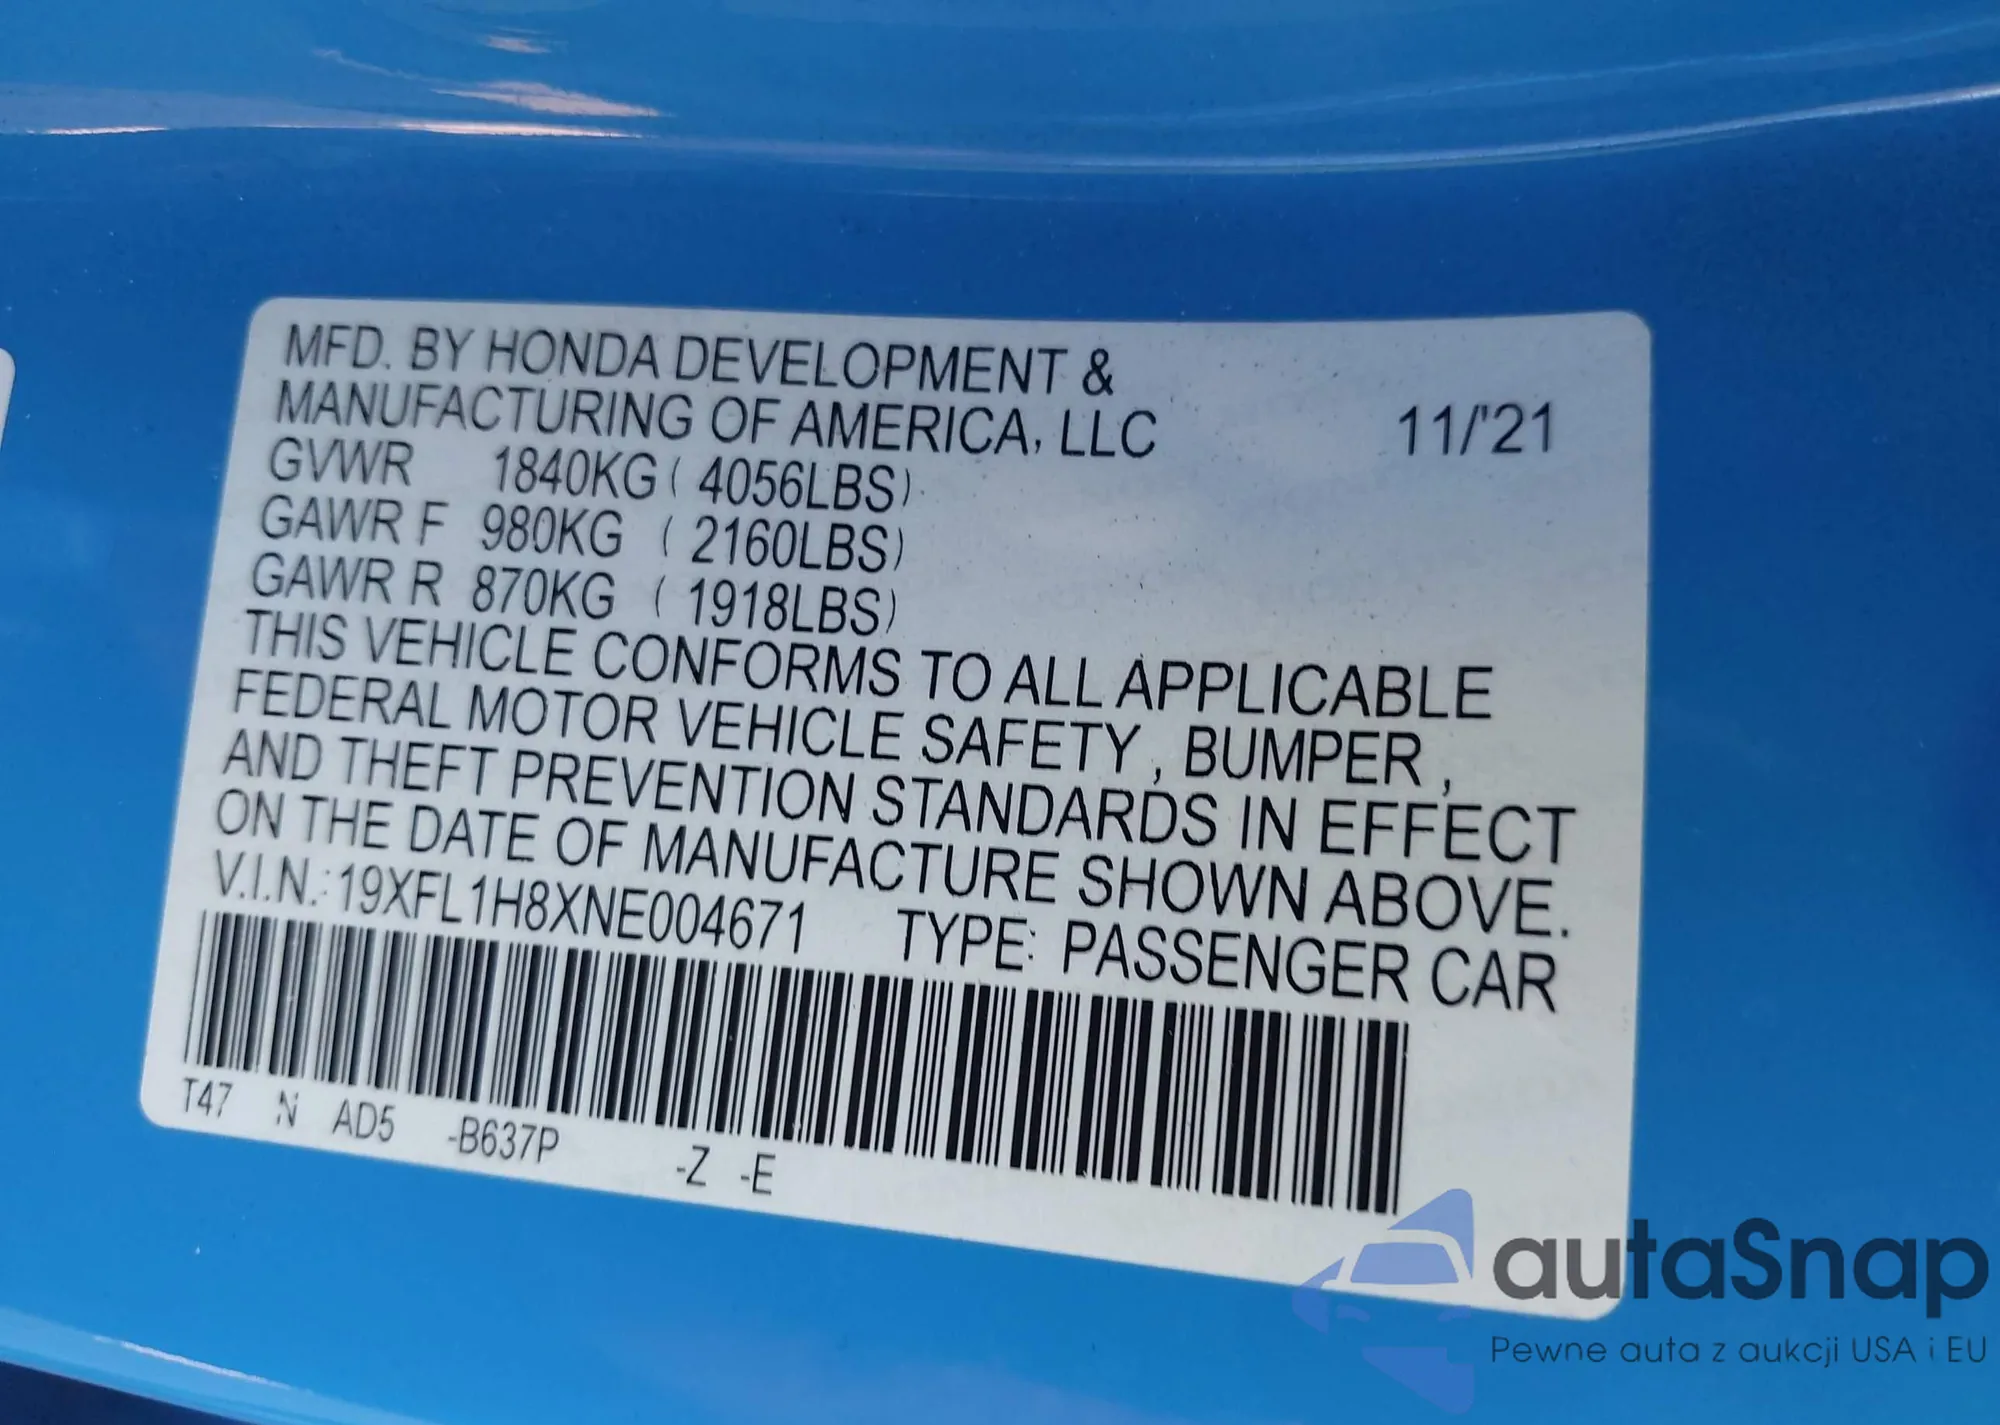 MFD. BY HONDA DEVELOPMENT &
MANUFACTURING OF AMERICA, LLC 11/'21
GVWR 1840KG ( 4056LBS)
GAWR F 980KG ( 2160LBS)
GAWR R 870KG ( 1918LBS)
THIS VEHICLE CONFORMS TO ALL APPLICABLE
FEDERAL MOTOR VEHICLE SAFETY , BUMPER ,
AND THEFT PREVENTION STANDARDS IN EFFECT
ON THE DATE OF MANUFACTURE SHOWN ABOVE.
V.I.N.: 19XFL1H8XNE004671 TYPE: PASSENGER CAR
T47 N AD5 -B637P -Z -E
autaSnap
Pewne auta z aukcji USA i EU